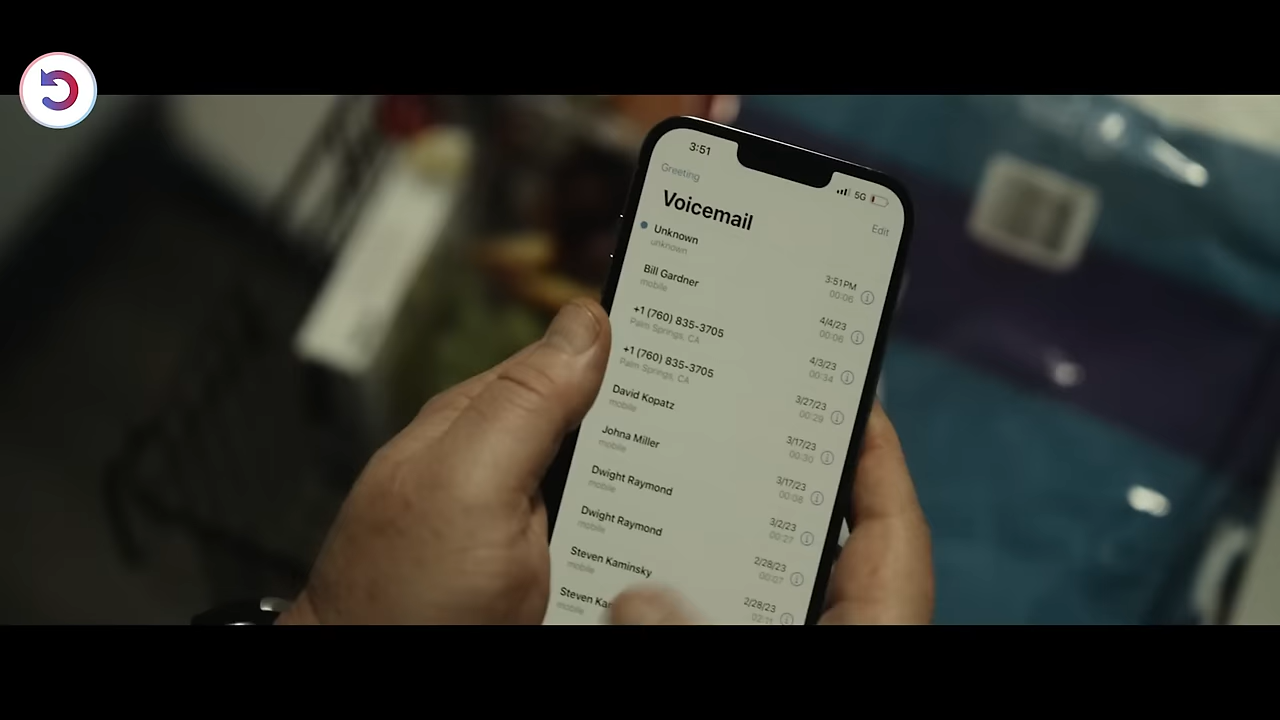 3:51
5G
Greeting
Edit
Voicemail
Unknown
unknown
3:51PM
00:06
Bill Gardner
mobile
4/4/23
00:06
+1 (760) 835-3705
Palm Springs, CA
4/3/23
00:34
+1 (760) 835-3705
Palm Springs, CA
3/27/23
00:29
David Kopatz
mobile
3/17/23
00:30
Johna Miller
mobile
3/17/23
00:08
Dwight Raymond
mobile
3/2/23
00:27
Dwight Raymond
mobile
2/28/23
00:07
Steven Kaminsky
mobile
2/28/23
02:11
Steven
mobile